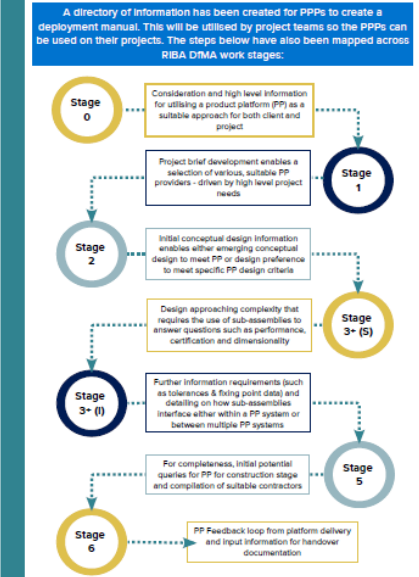 A directory of information has been created for PPPs to create a
deployment manual. This will be utilised by project teams so the PPPs can
be used on their projects. The steps below have also been mapped across
RIBA DfMA work stages:
Stage
0
Consideration and high level information
for utilising a product platform (PP) as a
suitable approach for both client and
project
Project brief development enables a
selection of various, suitable PP
providers - driven by high level project
needs
Stage
1
Stage
2
Initial conceptual design information
enables either emerging conceptual
design to meet PP or design preference
to meet specific PP design criteria
Design approaching complexity that
requires the use of sub-assemblies to
answer questions such as performance,
certification and dimensionality
Stage
3+ (S)
Stage
3+ (I)
Further information requirements (such
as tolerances & fixing point data) and
detailing on how sub-assemblies
interface either within a PP system or
between multiple PP systems
For completeness, initial potential
queries for PP for construction stage
and compilation of suitable contractors
Stage
5
Stage
6
PP Feedback loop from platform delivery
and input information for handover
documentation